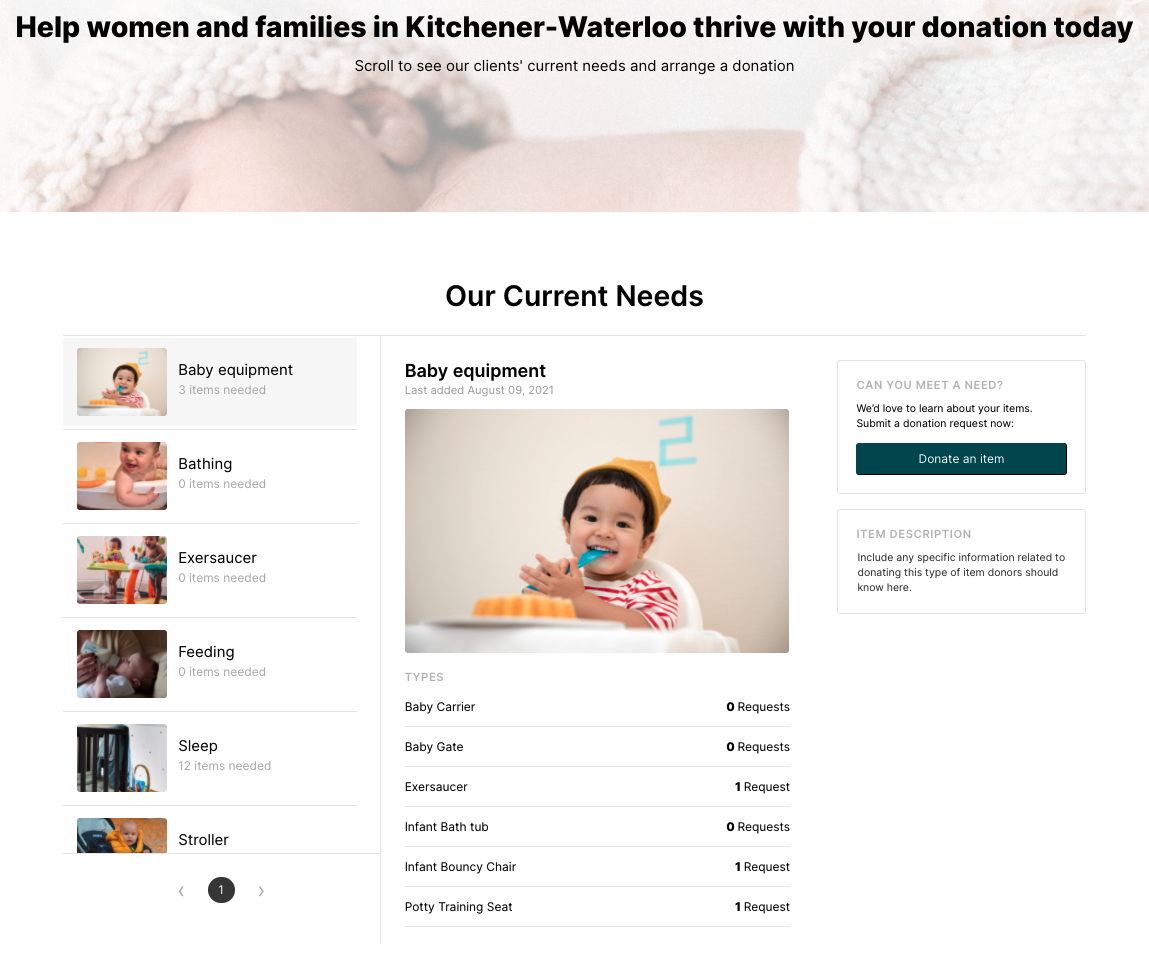 Help women and families in Kitchener-Waterloo thrive with your donation today
Scroll to see our clients' current needs and arrange a donation
Our Current Needs
Baby equipment
3 items needed
Bathing
0 items needed
Exersaucer
0 items needed
Feeding
0 items needed
Sleep
12 items needed
Stroller
‹ 1 ›
Baby equipment
Last added August 09, 2021
2
TYPES
Baby Carrier 0 Requests
Baby Gate 0 Requests
Exersaucer 1 Request
Infant Bath tub 0 Requests
Infant Bouncy Chair 1 Request
Potty Training Seat 1 Request
CAN YOU MEET A NEED?
We’d love to learn about your items.
Submit a donation request now:
Donate an item
ITEM DESCRIPTION
Include any specific information related to
donating this type of item donors should
know here.